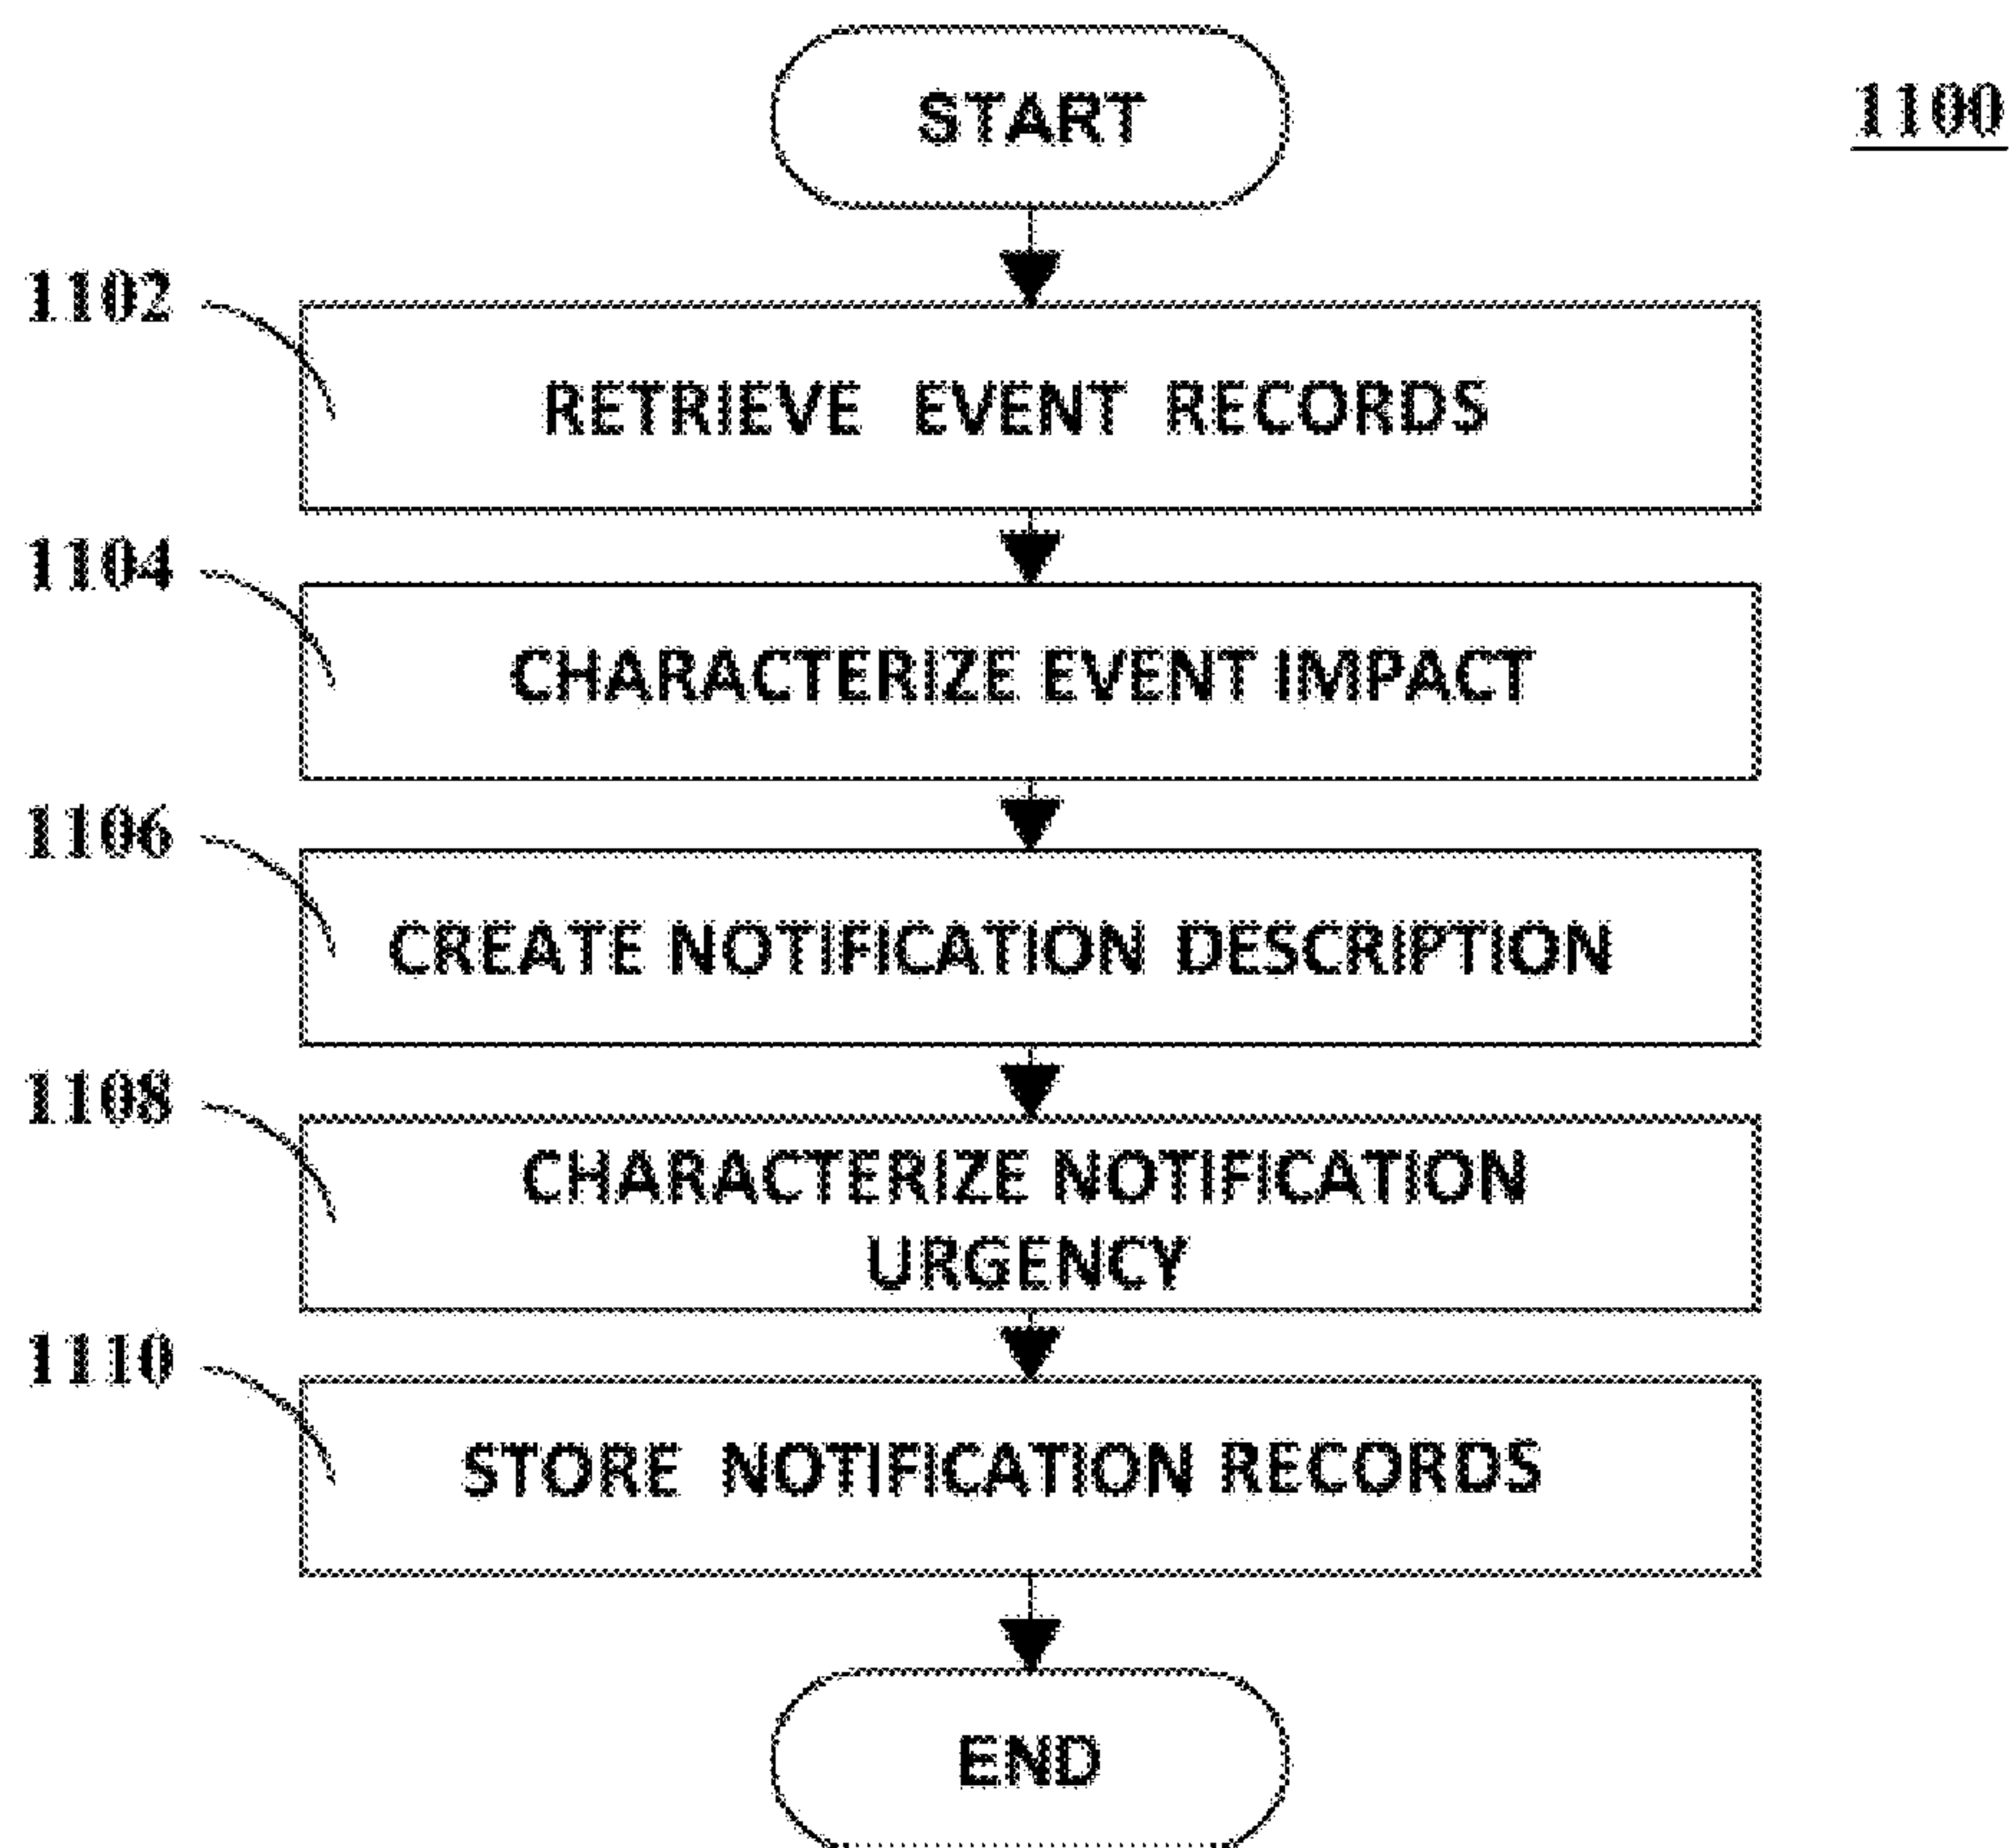 START
1100
1102
RETRIEVE EVENT RECORDS
1104
CHARACTERIZE EVENT IMPACT
1106
CREATE NOTIFICATION DESCRIPTION
1108
CHARACTERIZE NOTIFICATION
URGENCY
1110
STORE NOTIFICATION RECORDS
END